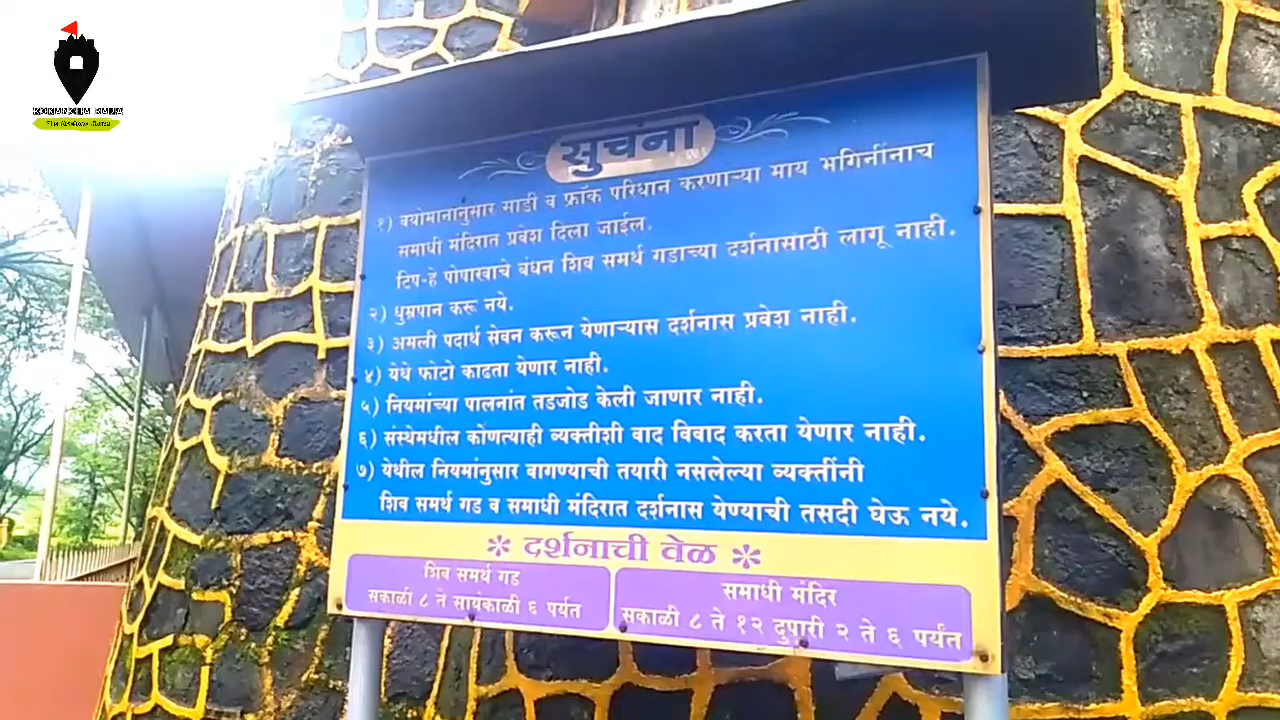 KOKANCHA RAJA
सुचना
१) वयोमानानुसार साडी व फ्रॉक परिधान करणाऱ्या माय भगिनींनाच
समाधी मंदिरात प्रवेश दिला जाईल.
टिप-हे पोषाखाचे बंधन शिव समर्थ गडाच्या दर्शनासाठी लागू नाही.
२) धुम्रपान करू नये.
३) अमली पदार्थ सेवन करून येणाऱ्यास दर्शनास प्रवेश नाही.
४) येथे फोटो काढता येणार नाही.
५) नियमांच्या पालनांत तडजोड केली जाणार नाही.
६) संस्थेमधील कोणत्याही व्यक्तीशी वाद विवाद करता येणार नाही.
७) येथील नियमांनुसार वागण्याची तयारी नसलेल्या व्यक्तींनी
शिव समर्थ गड व समाधी मंदिरात दर्शनास येण्याची तसदी घेऊ नये.
दर्शनाची वेळ
शिव समर्थ गड
सकाळी ८ ते सायंकाळी ६ पर्यंत
समाधी मंदिर
सकाळी ८ ते १२ दुपारी २ ते ६ पर्यंत